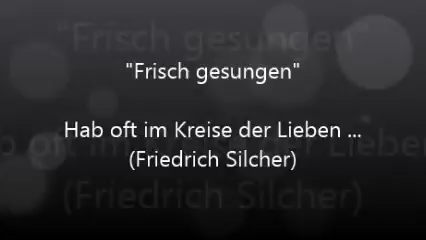 "Frisch gesungen"
Hab oft im Kreise der Lieben ...
(Friedrich Silcher)